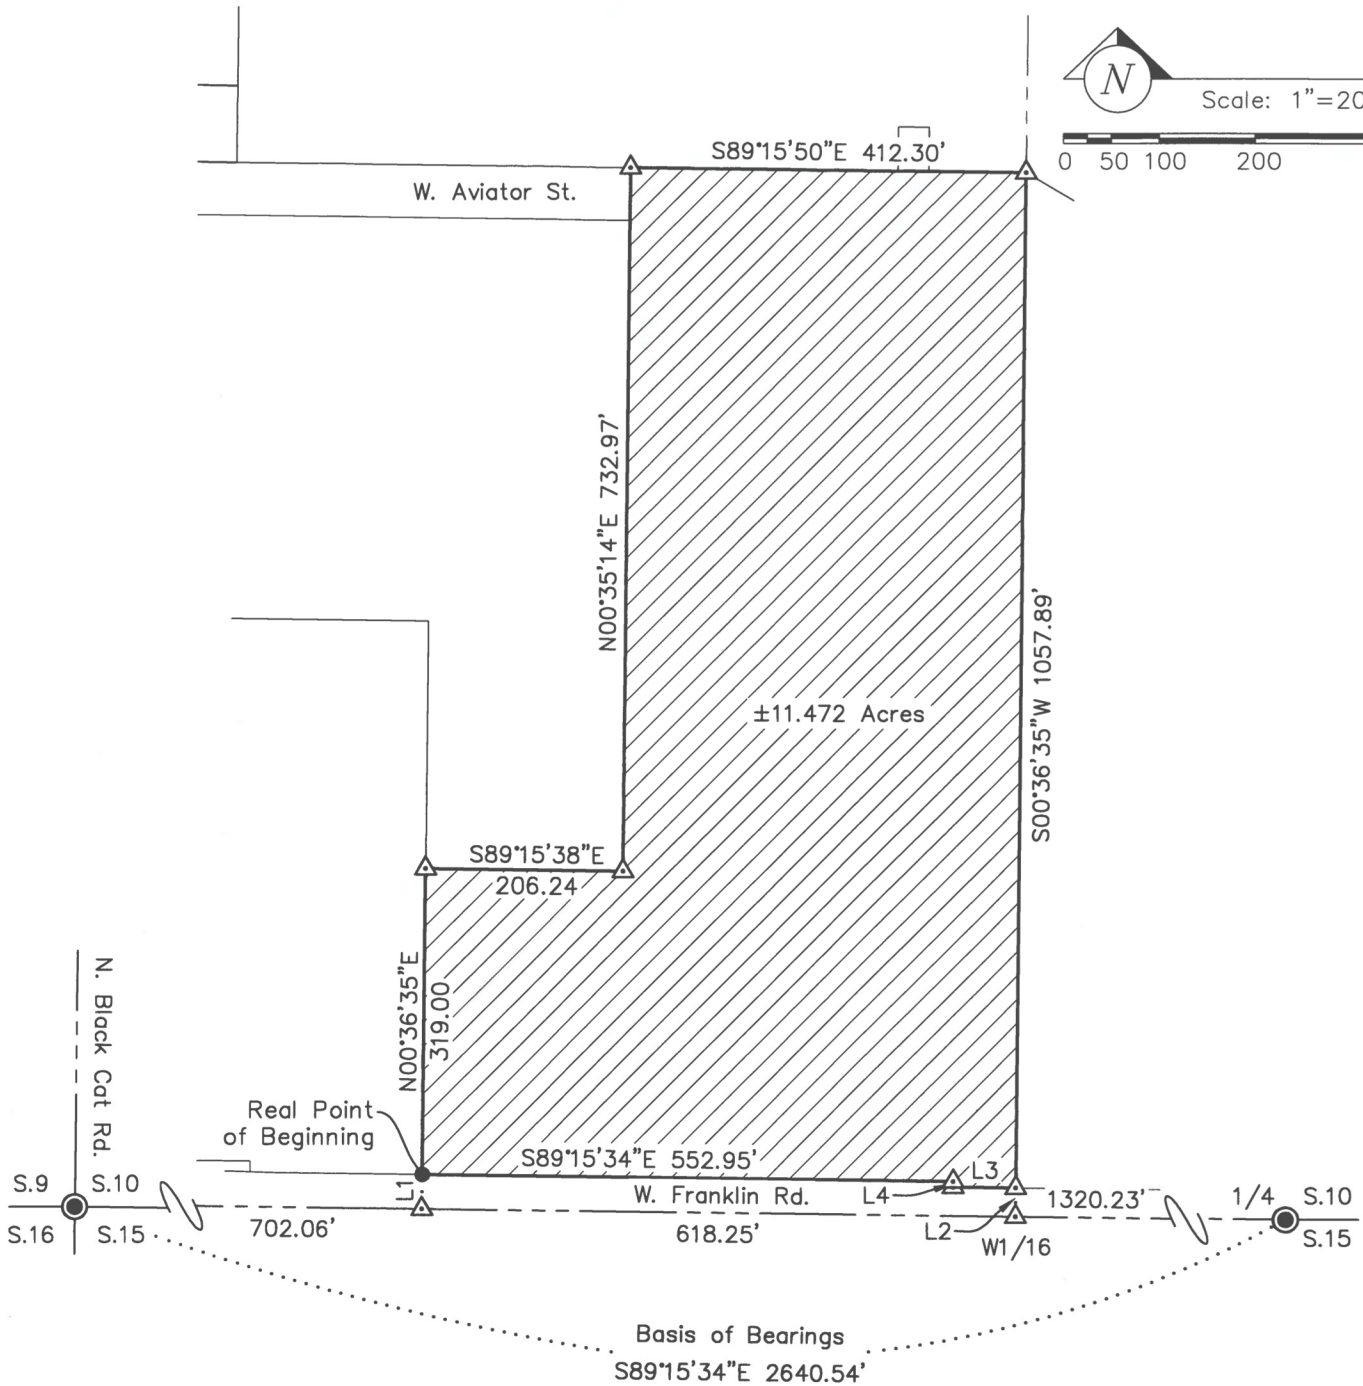 N
Scale: 1"=20
0 50 100 200
S89°15'50"E 412.30'
W. Aviator St.
N00°35'14"E 732.97'
±11.472 Acres
S00°36'35"W 1057.89'
S89°15'38"E
206.24
N00°36'35"E
319.00
N. Black Cat Rd.
Real Point
of Beginning
S89°15'34"E 552.95'
L3
W. Franklin Rd.
L4
L1
S.9 S.10
S.16 S.15
702.06'
618.25'
L2
W1/16
1320.23'
1/4
S.10
S.15
Basis of Bearings
S89°15'34"E 2640.54'